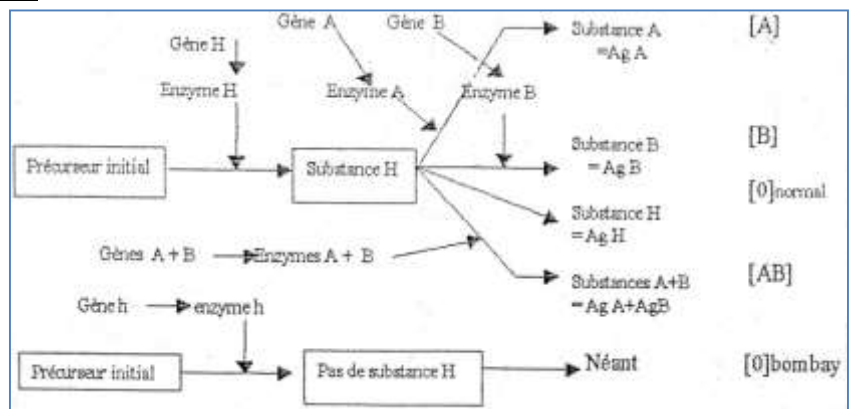 Gène A
Gène B
Substance A
=Ag A
[A]
Gène H
Enzyme H
Enzyme A
Enzyme B
Substance B
= Ag B
[B]
Précurseur initial
Substance H
[0]normal
Substance H
=Ag H
Gènes A + B
Enzymes A + B
Substances A+B
= Ag A+AgB
[AB]
Gène h
enzyme h
Précurseur initial
Pas de substance H
Néant
[0]bombay